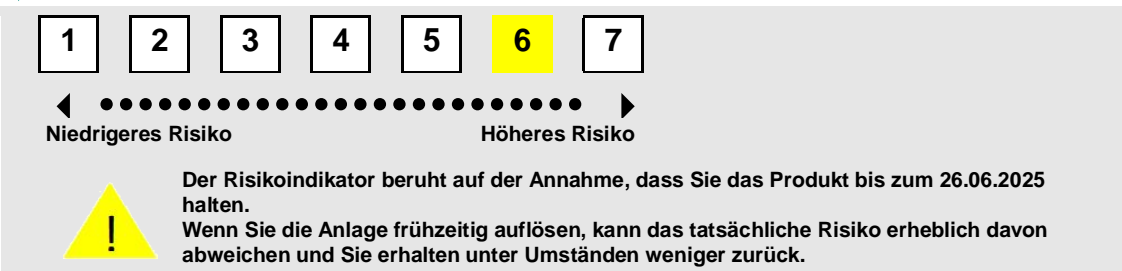 1 2 3 4 5 6 7
Niedrigeres Risiko Höheres Risiko
!
Der Risikoindikator beruht auf der Annahme, dass Sie das Produkt bis zum 26.06.2025
halten.
Wenn Sie die Anlage frühzeitig auflösen, kann das tatsächliche Risiko erheblich davon
abweichen und Sie erhalten unter Umständen weniger zurück.